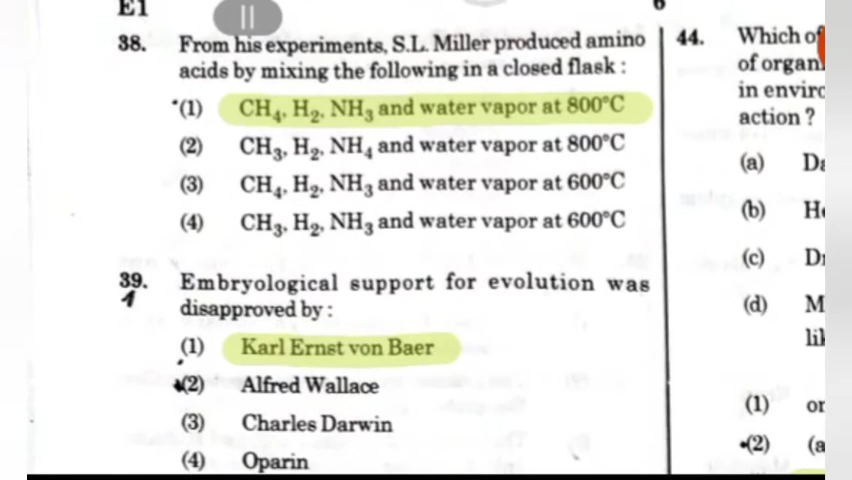 E1
6
38. From his experiments, S.L. Miller produced amino
acids by mixing the following in a closed flask :
(1) CH₄, H₂, NH₃ and water vapor at 800°C
(2) CH₃, H₂, NH₄ and water vapor at 800°C
(3) CH₄, H₂, NH₃ and water vapor at 600°C
(4) CH₃, H₂, NH₃ and water vapor at 600°C
39. Embryological support for evolution was
disapproved by :
(1) Karl Ernst von Baer
(2) Alfred Wallace
(3) Charles Darwin
(4) Oparin
44. Which of
of organ
in enviro
action ?
(a)
(b)
(c)
(d) M
(1) or
(2) (a